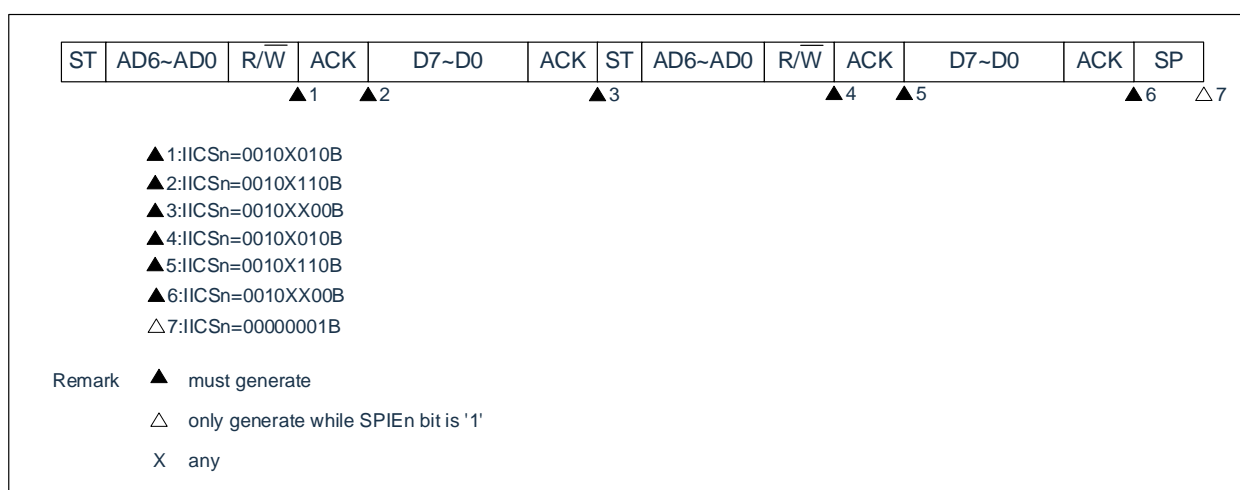 ST AD6~AD0 R/W ACK D7~D0 ACK ST AD6~AD0 R/W ACK D7~D0 ACK SP
▲1 ▲2 ▲3 ▲4 ▲5 ▲6 △7
▲1:IICSn=0010X010B
▲2:IICSn=0010X110B
▲3:IICSn=0010XX00B
▲4:IICSn=0010X010B
▲5:IICSn=0010X110B
▲6:IICSn=0010XX00B
△7:IICSn=00000001B
Remark ▲ must generate
△ only generate while SPIEn bit is '1'
X any